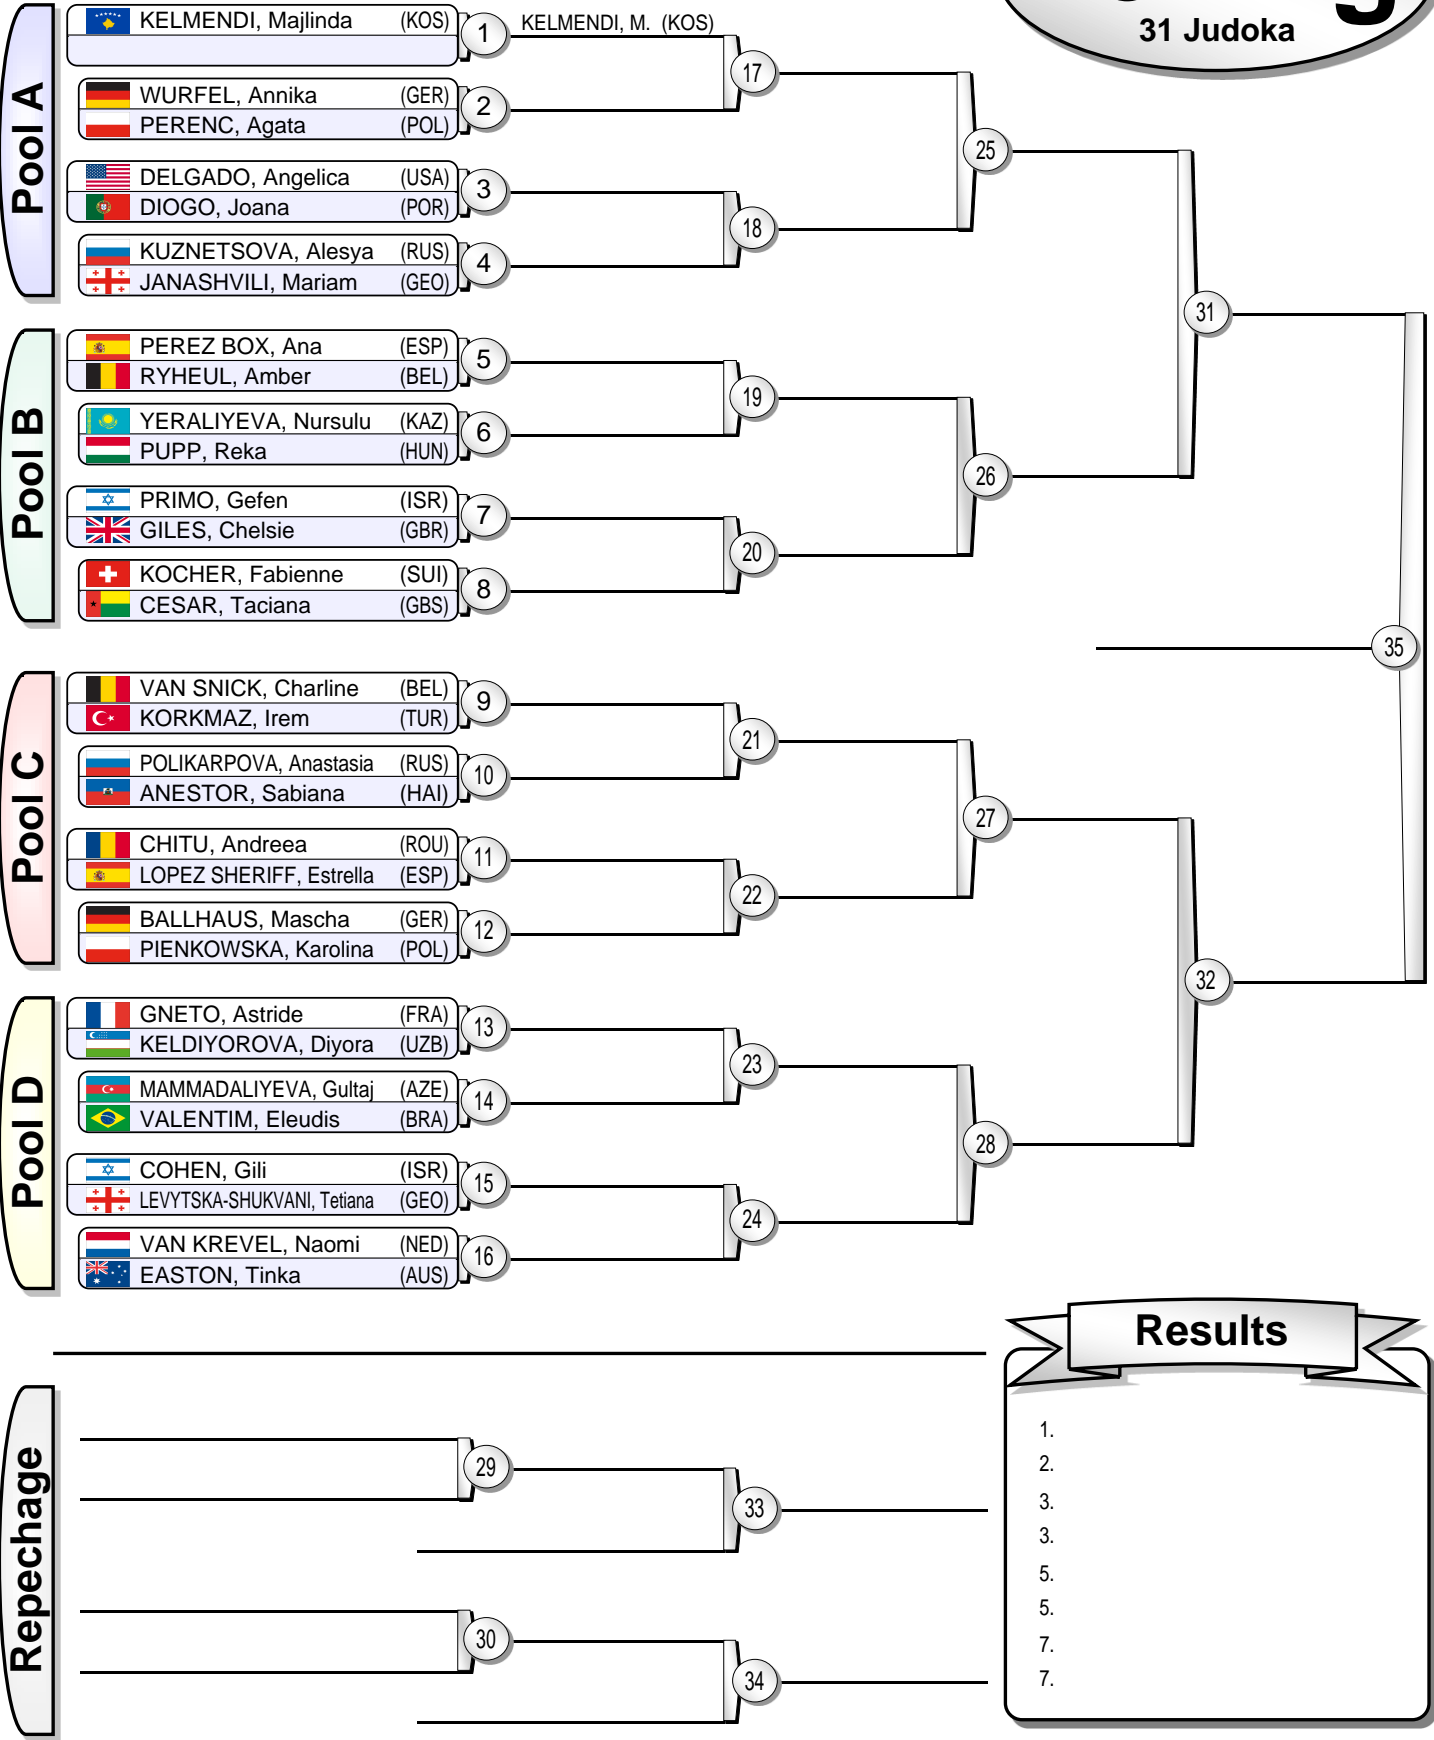 31 Judoka
Pool A
KELMENDI, Majlinda (KOS)
1
KELMENDI, M. (KOS)
17
WURFEL, Annika (GER)
PERENC, Agata (POL)
2
25
DELGADO, Angelica (USA)
DIOGO, Joana (POR)
3
18
KUZNETSOVA, Alesya (RUS)
JANASHVILI, Mariam (GEO)
4
31
Pool B
PEREZ BOX, Ana (ESP)
RYHEUL, Amber (BEL)
5
19
YERALIYEVA, Nursulu (KAZ)
PUPP, Reka (HUN)
6
26
PRIMO, Gefen (ISR)
GILES, Chelsie (GBR)
7
20
KOCHER, Fabienne (SUI)
CESAR, Taciana (GBS)
8
35
Pool C
VAN SNICK, Charline (BEL)
KORKMAZ, Irem (TUR)
9
21
POLIKARPOVA, Anastasia (RUS)
ANESTOR, Sabiana (HAI)
10
27
CHITU, Andreea (ROU)
LOPEZ SHERIFF, Estrella (ESP)
11
22
BALLHAUS, Mascha (GER)
PIENKOWSKA, Karolina (POL)
12
32
Pool D
GNETO, Astride (FRA)
KELDIYOROVA, Diyora (UZB)
13
23
MAMMADALIYEVA, Gultaj (AZE)
VALENTIM, Eleudis (BRA)
14
28
COHEN, Gili (ISR)
LEVYTSKA-SHUKVANI, Tetiana (GEO)
15
24
VAN KREVEL, Naomi (NED)
EASTON, Tinka (AUS)
16
Repechage
29
33
30
34
Results
1.
2.
3.
3.
5.
5.
7.
7.